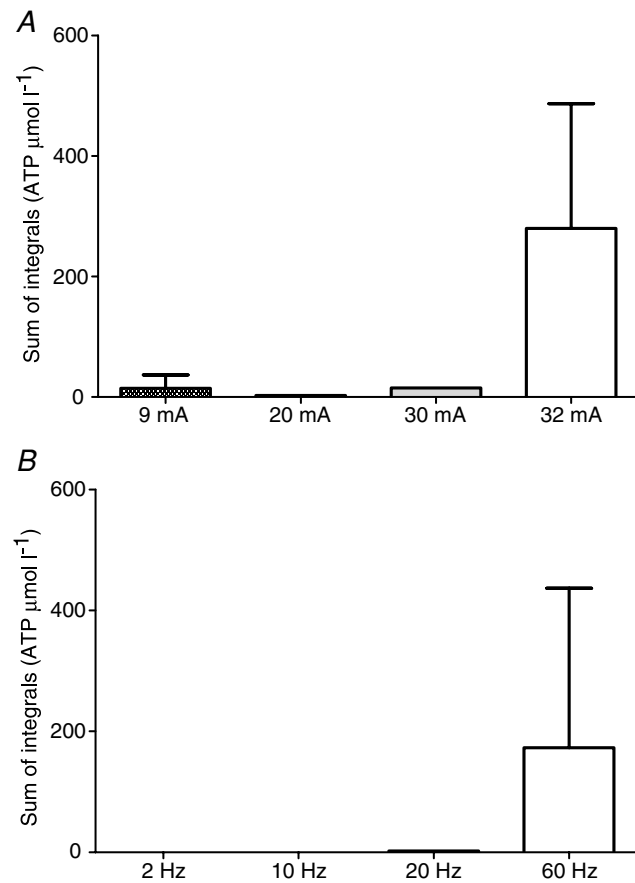 A
Sum of integrals (ATP μmol l⁻¹)
600
400
200
0
9 mA 20 mA 30 mA 32 mA
B
Sum of integrals (ATP μmol l⁻¹)
600
400
200
0
2 Hz 10 Hz 20 Hz 60 Hz